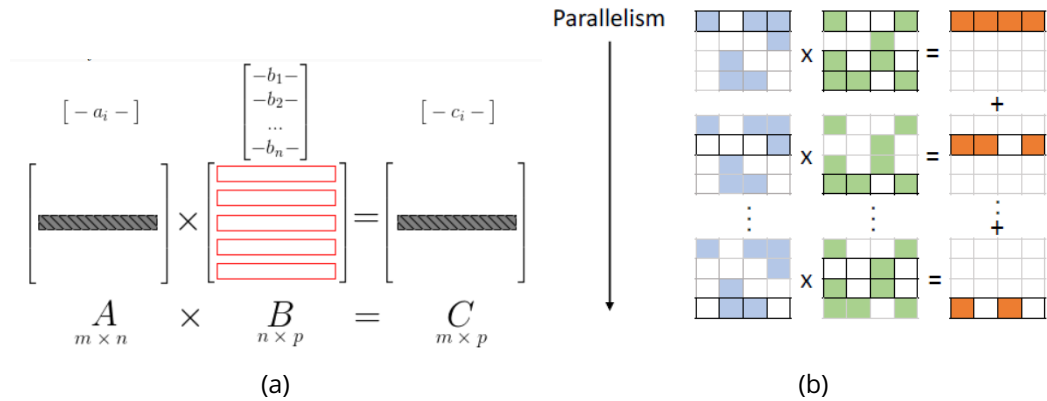 Parallelism
[ – a_i – ]
[ –b_1– ]
[ –b_2– ]
[ ... ]
[ –b_n– ]
[ – c_i – ]
× =
A × B = C
m × n n × p m × p
x =
+
x =
⋮ ⋮ ⋮
+
x =
(a) (b)